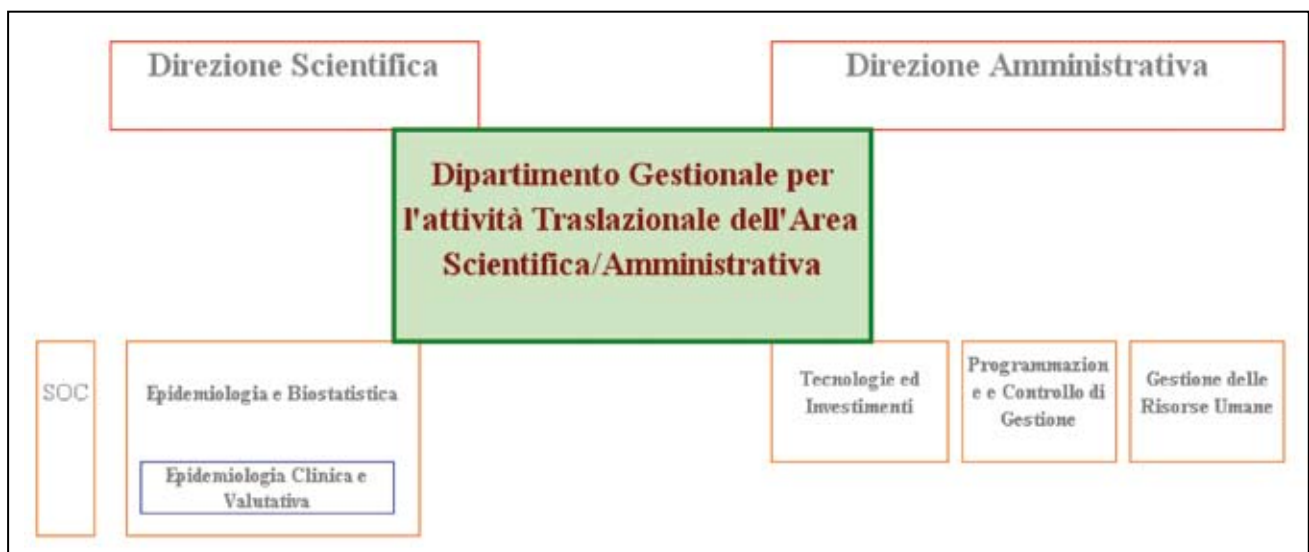 Direzione Scientifica
Direzione Amministrativa
Dipartimento Gestionale per
l'attività Traslazionale dell'Area
Scientifica/Amministrativa
SOC
Epidemiologia e Biostatistica
Epidemiologia Clinica e
Valutativa
Tecnologie ed
Investimenti
Programmazion
e e Controllo di
Gestione
Gestione delle
Risorse Umane